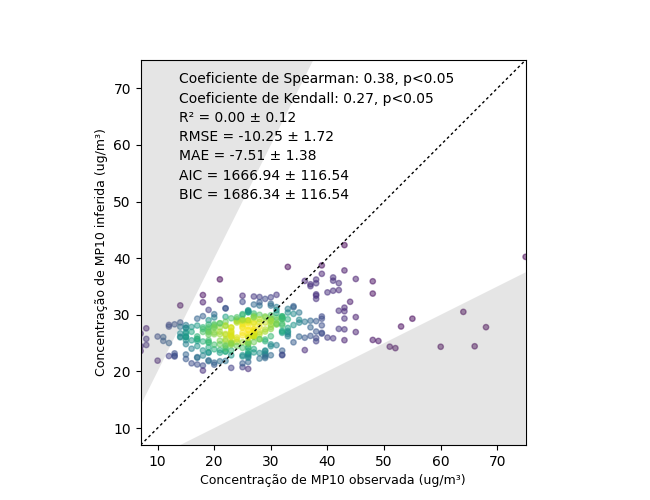 Coeficiente de Spearman: 0.38, p<0.05
Coeficiente de Kendall: 0.27, p<0.05
R² = 0.00 ± 0.12
RMSE = -10.25 ± 1.72
MAE = -7.51 ± 1.38
AIC = 1666.94 ± 116.54
BIC = 1686.34 ± 116.54
70
60
50
40
30
20
10
Concentração de MP10 inferida (ug/m³)
10 20 30 40 50 60 70
Concentração de MP10 observada (ug/m³)